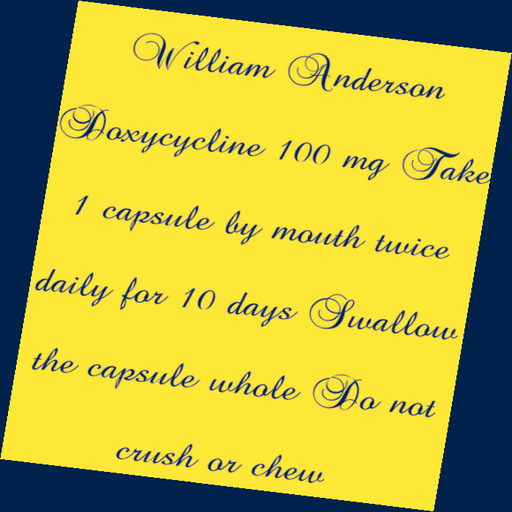 William Anderson
Doxycycline 100 mg Take
1 capsule by mouth twice
daily for 10 days Swallow
the capsule whole Do not
crush or chew